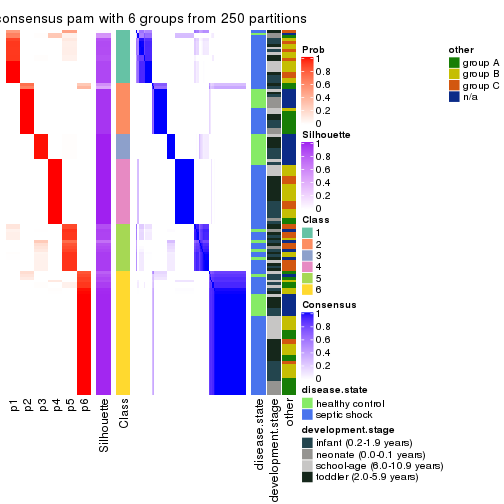 consensus pam with 6 groups from 250 partitions
Prob
1
0.8
0.6
0.4
0.2
0
Silhouette
1
0.8
0.6
0.4
0.2
0
Class
1
2
3
4
5
6
Consensus
1
0.8
0.6
0.4
0.2
0
disease.state
healthy control
septic shock
development.stage
infant (0.2-1.9 years)
neonate (0.0-0.1 years)
school-age (6.0-10.9 years)
toddler (2.0-5.9 years)
other
group A
group B
group C
n/a
p1
p2
p3
p4
p5
p6
Silhouette
Class
disease.state
development.stage
other